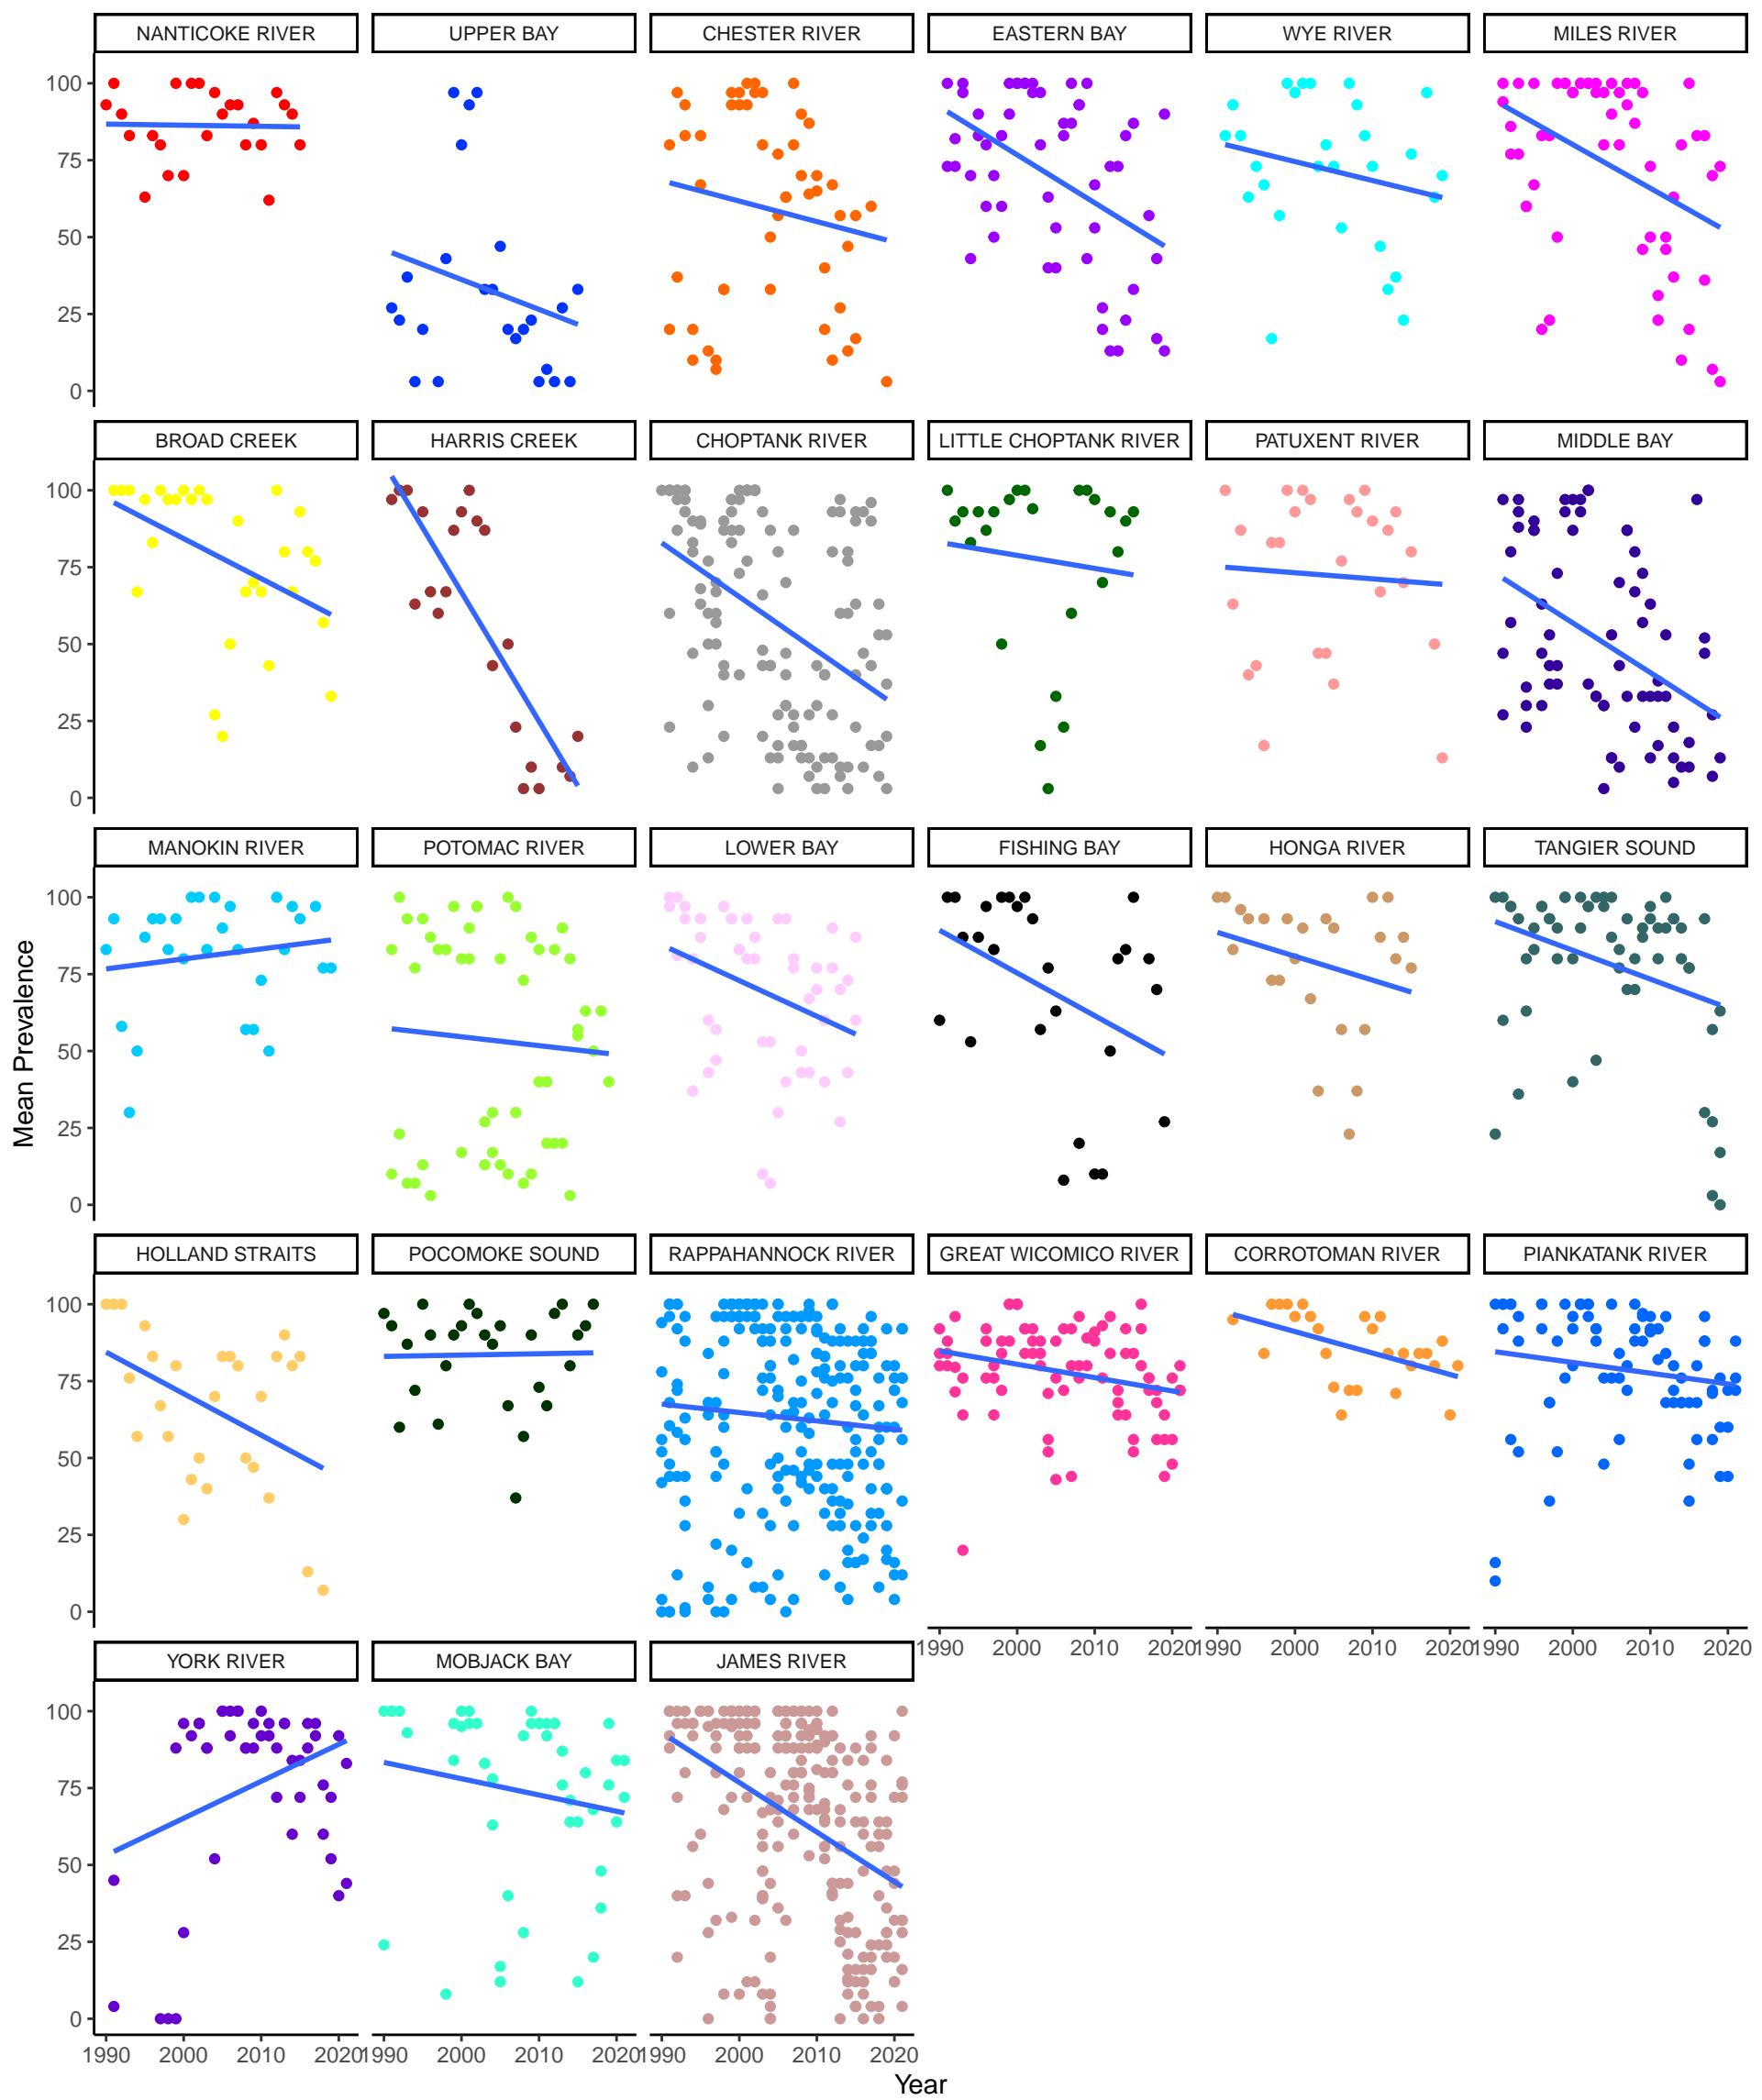 NANTICOKE RIVER UPPER BAY CHESTER RIVER EASTERN BAY WYE RIVER MILES RIVER
100
75
50
25
0
BROAD CREEK HARRIS CREEK CHOPTANK RIVER LITTLE CHOPTANK RIVER PATUXENT RIVER MIDDLE BAY
100
75
50
25
0
MANOKIN RIVER POTOMAC RIVER LOWER BAY FISHING BAY HONGA RIVER TANGIER SOUND
100
75
50
25
0
Mean Prevalence
HOLLAND STRAITS POCOMOKE SOUND RAPPAHANNOCK RIVER GREAT WICOMICO RIVER CORROTOMAN RIVER PIANKATANK RIVER
100
75
50
25
0
1990 2000 2010 2020 1990 2000 2010 2020 1990 2000 2010 2020
YORK RIVER MOBJACK BAY JAMES RIVER
100
75
50
25
0
1990 2000 2010 2020 1990 2000 2010 2020 1990 2000 2010 2020
Year